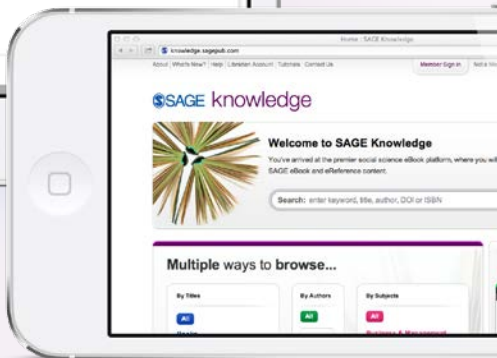 Home : SAGE Knowledge
knowledge.sagepub.com
About What's New? Help Librarian Account Tutorials Contact Us
Member Sign in
SAGE knowledge
Welcome to SAGE Knowledge
You've arrived at the premier social science eBook platform, where you will
SAGE eBook and eReference content.
Search: enter keyword, title, author, DOI or ISBN
Multiple ways to browse...
By Titles By Authors By Subjects
All All All
Business & Management